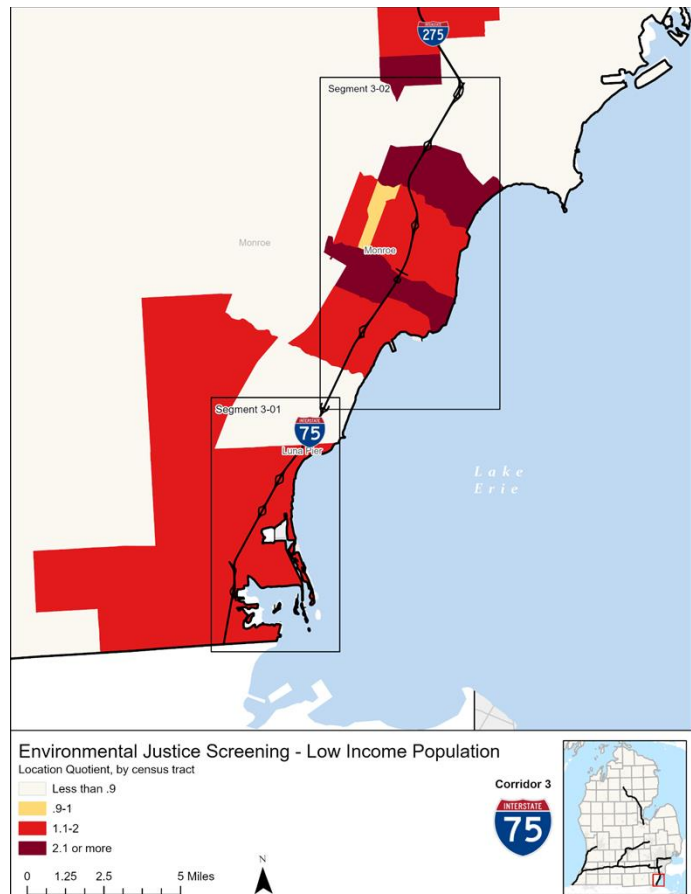 275
Segment 3-02
Monroe
Monroe
Segment 3-01
INTERSTATE
75
Luna Pier
Lake
Erie
Environmental Justice Screening - Low Income Population
Location Quotient, by census tract
Less than .9
.9-1
1.1-2
2.1 or more
0 1.25 2.5 5 Miles
N
Corridor 3
INTERSTATE
75